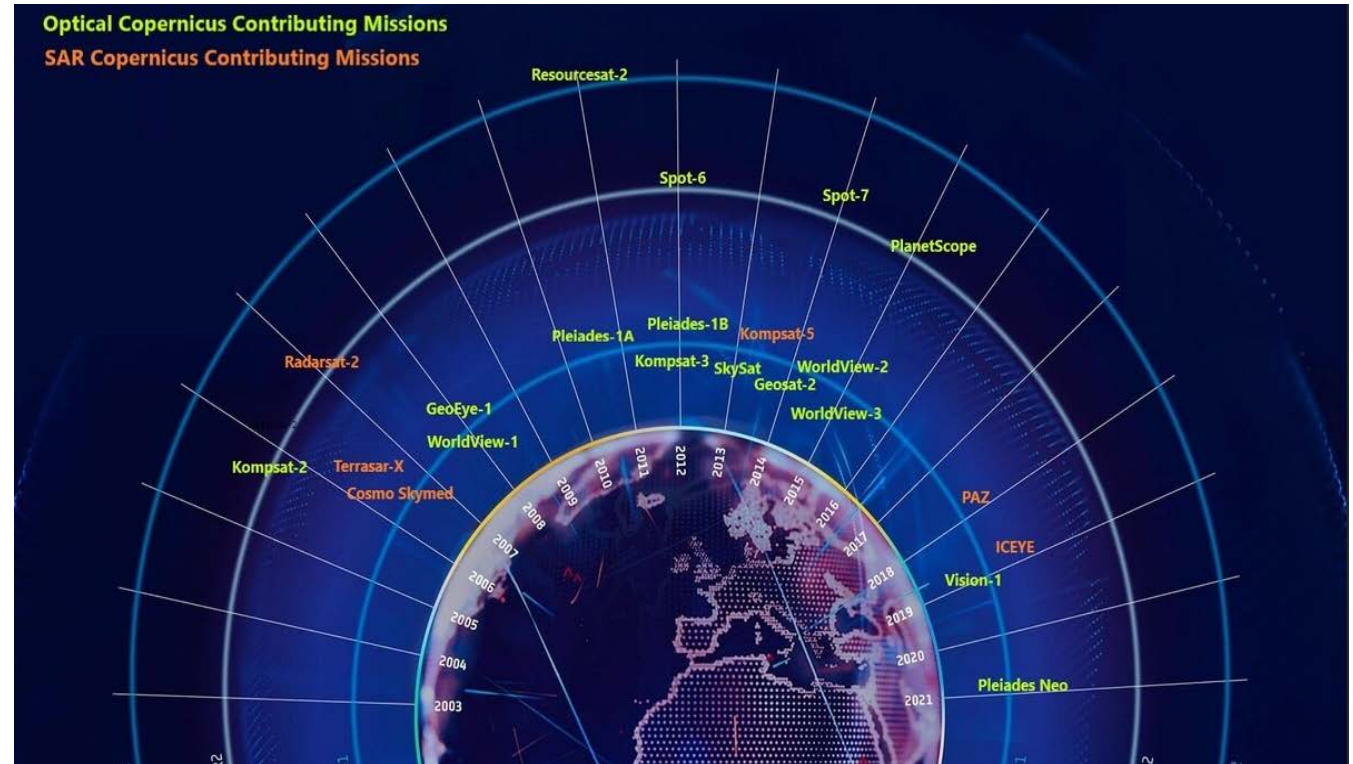 Optical Copernicus Contributing Missions
SAR Copernicus Contributing Missions
Resourcesat-2
Spot-6
Spot-7
PlanetScope
Pleiades-1B
Pleiades-1A
Kompsat-5
Kompsat-3
SkySat
WorldView-2
Geosat-2
Radarsat-2
GeoEye-1
WorldView-3
WorldView-1
Kompsat-2
Terrasar-X
Cosmo Skymed
PAZ
ICEYE
Vision-1
Pleiades Neo
2003
2004
2005
2006
2007
2008
2009
2010
2011
2012
2013
2014
2015
2016
2017
2018
2019
2020
2021